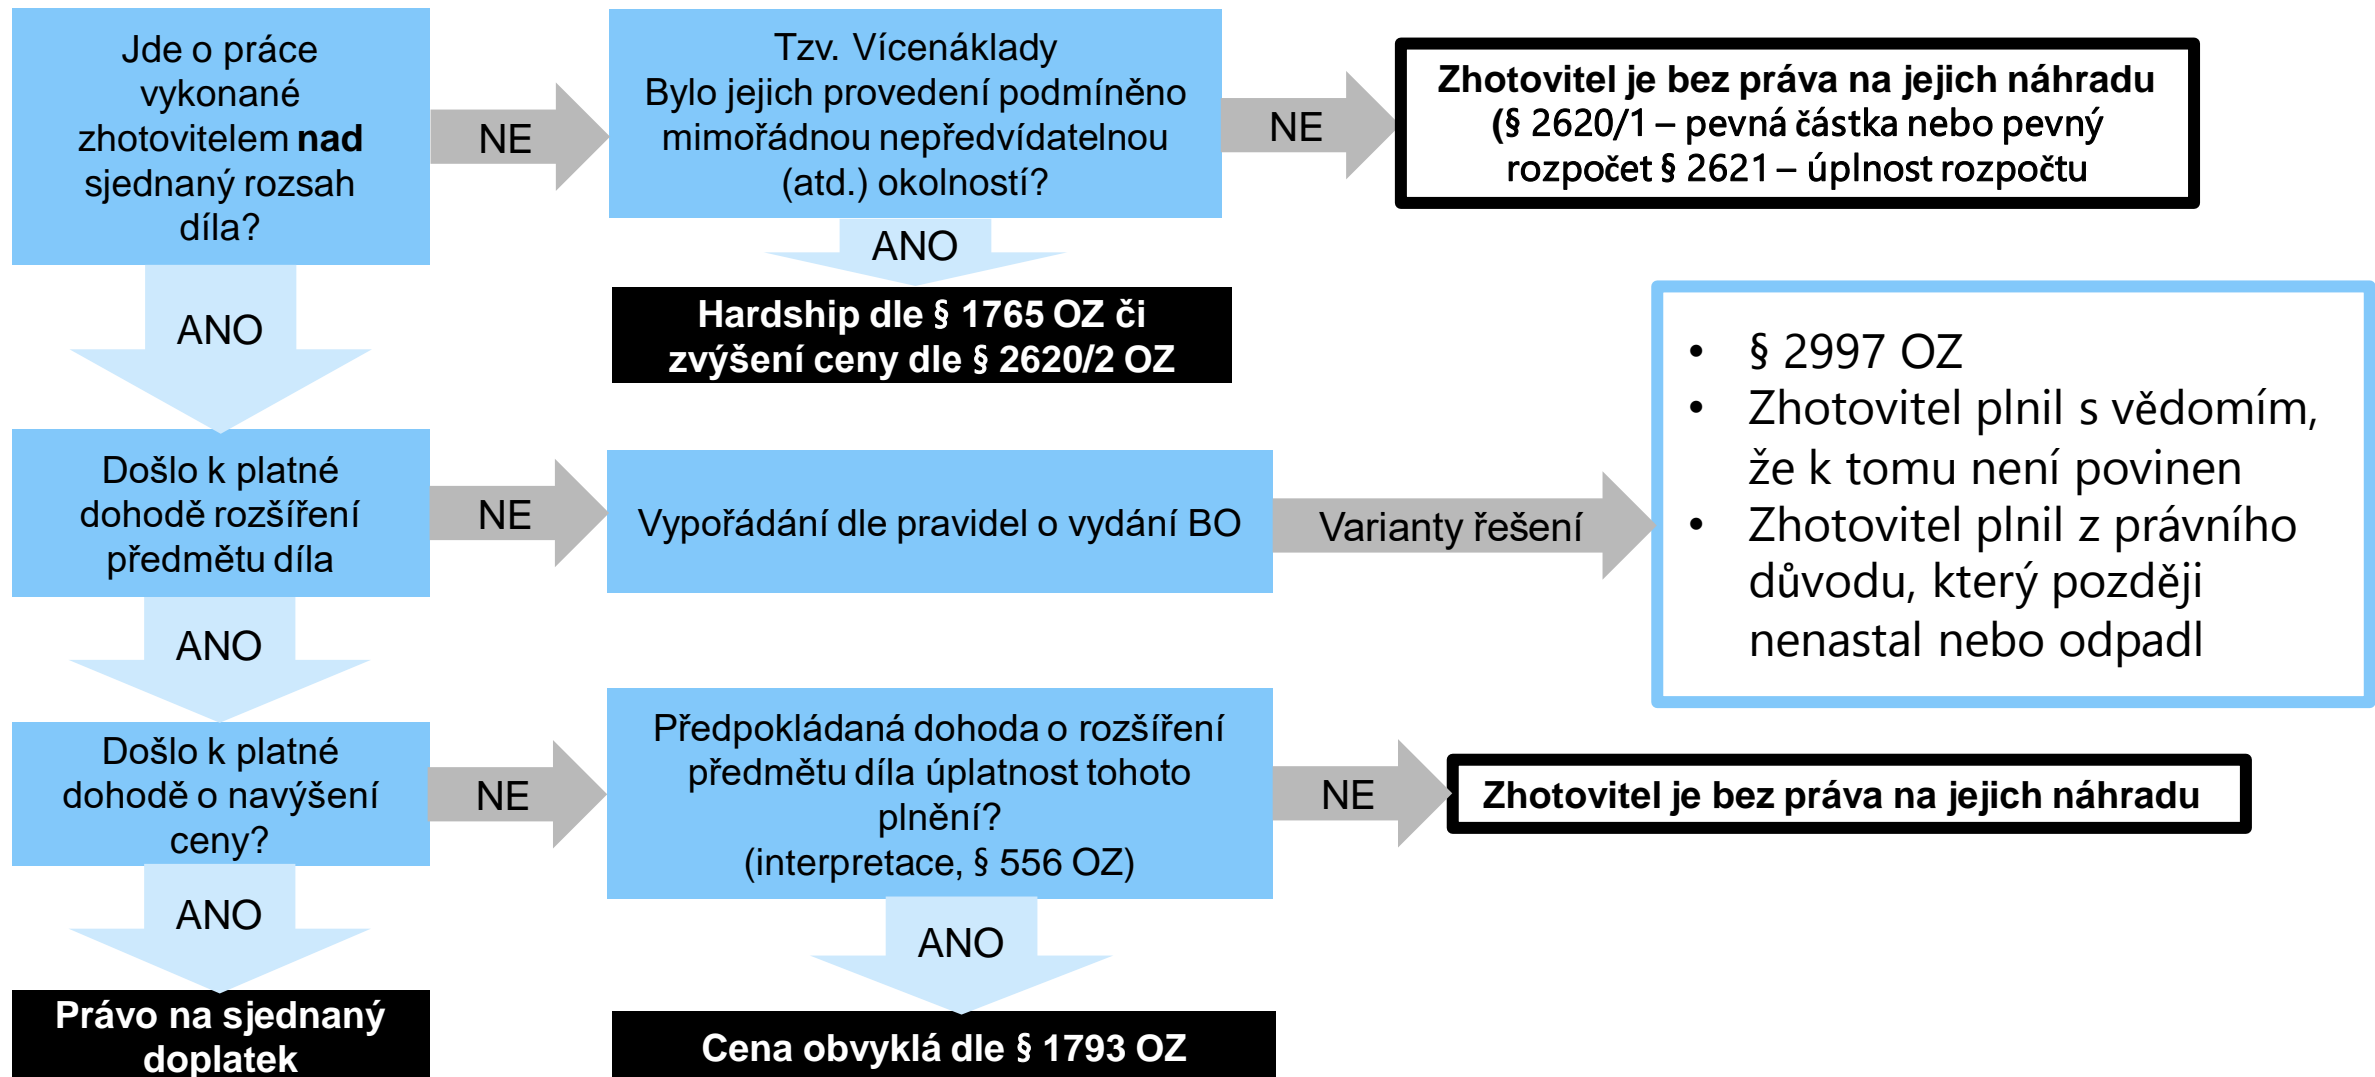 Jde o práce
vykonané
zhotovitelem nad
sjednaný rozsah
díla?
NE
Tzv. Vícenáklady
Bylo jejich provedení podmíněno
mimořádnou nepředvídatelnou
(atd.) okolností?
NE
Zhotovitel je bez práva na jejich náhradu
(§ 2620/1 – pevná částka nebo pevný
rozpočet § 2621 – úplnost rozpočtu
ANO
ANO
Hardship dle § 1765 OZ či
zvýšení ceny dle § 2620/2 OZ
Došlo k platné
dohodě rozšíření
předmětu díla
NE
Vypořádání dle pravidel o vydání BO
Varianty řešení
• § 2997 OZ
• Zhotovitel plnil s vědomím,
že k tomu není povinen
• Zhotovitel plnil z právního
důvodu, který později
nenastal nebo odpadl
ANO
Došlo k platné
dohodě o navýšení
ceny?
NE
Předpokládaná dohoda o rozšíření
předmětu díla úplatnost tohoto
plnění?
(interpretace, § 556 OZ)
NE
Zhotovitel je bez práva na jejich náhradu
ANO
ANO
Právo na sjednaný
doplatek
Cena obvyklá dle § 1793 OZ